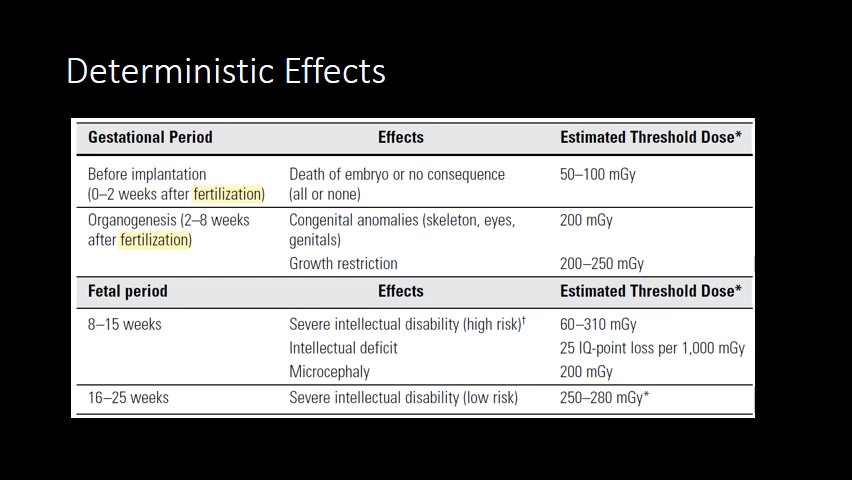 Deterministic Effects
Gestational Period Effects Estimated Threshold Dose*
Before implantation Death of embryo or no consequence 50–100 mGy
(0–2 weeks after fertilization) (all or none)
Organogenesis (2–8 weeks Congenital anomalies (skeleton, eyes, 200 mGy
after fertilization) genitals)
Growth restriction 200–250 mGy
Fetal period Effects Estimated Threshold Dose*
8–15 weeks Severe intellectual disability (high risk)† 60–310 mGy
Intellectual deficit 25 IQ-point loss per 1,000 mGy
Microcephaly 200 mGy
16–25 weeks Severe intellectual disability (low risk) 250–280 mGy*